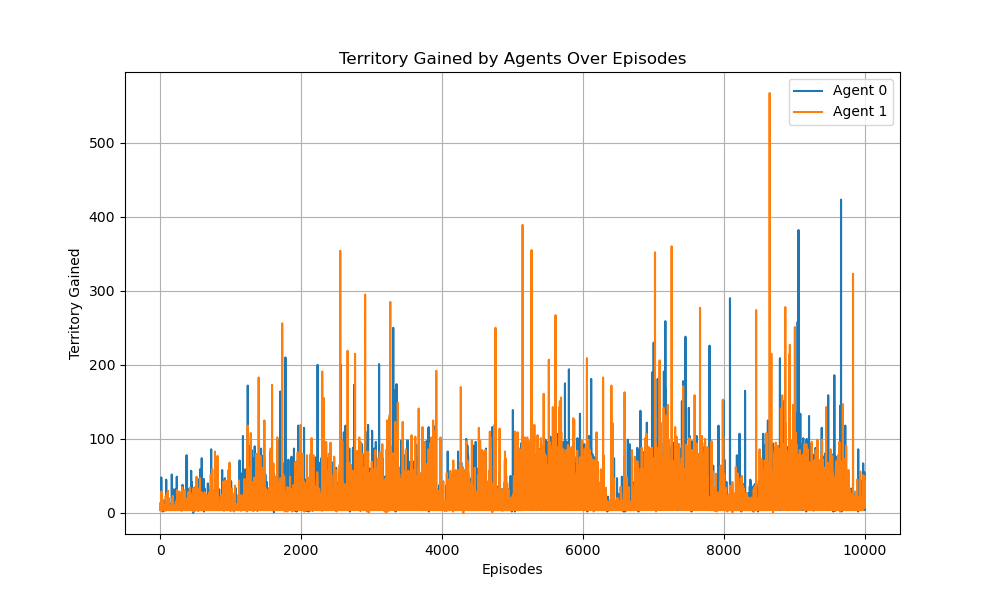 Territory Gained by Agents Over Episodes
Agent 0
Agent 1
Territory Gained
500
400
300
200
100
0
0 2000 4000 6000 8000 10000
Episodes